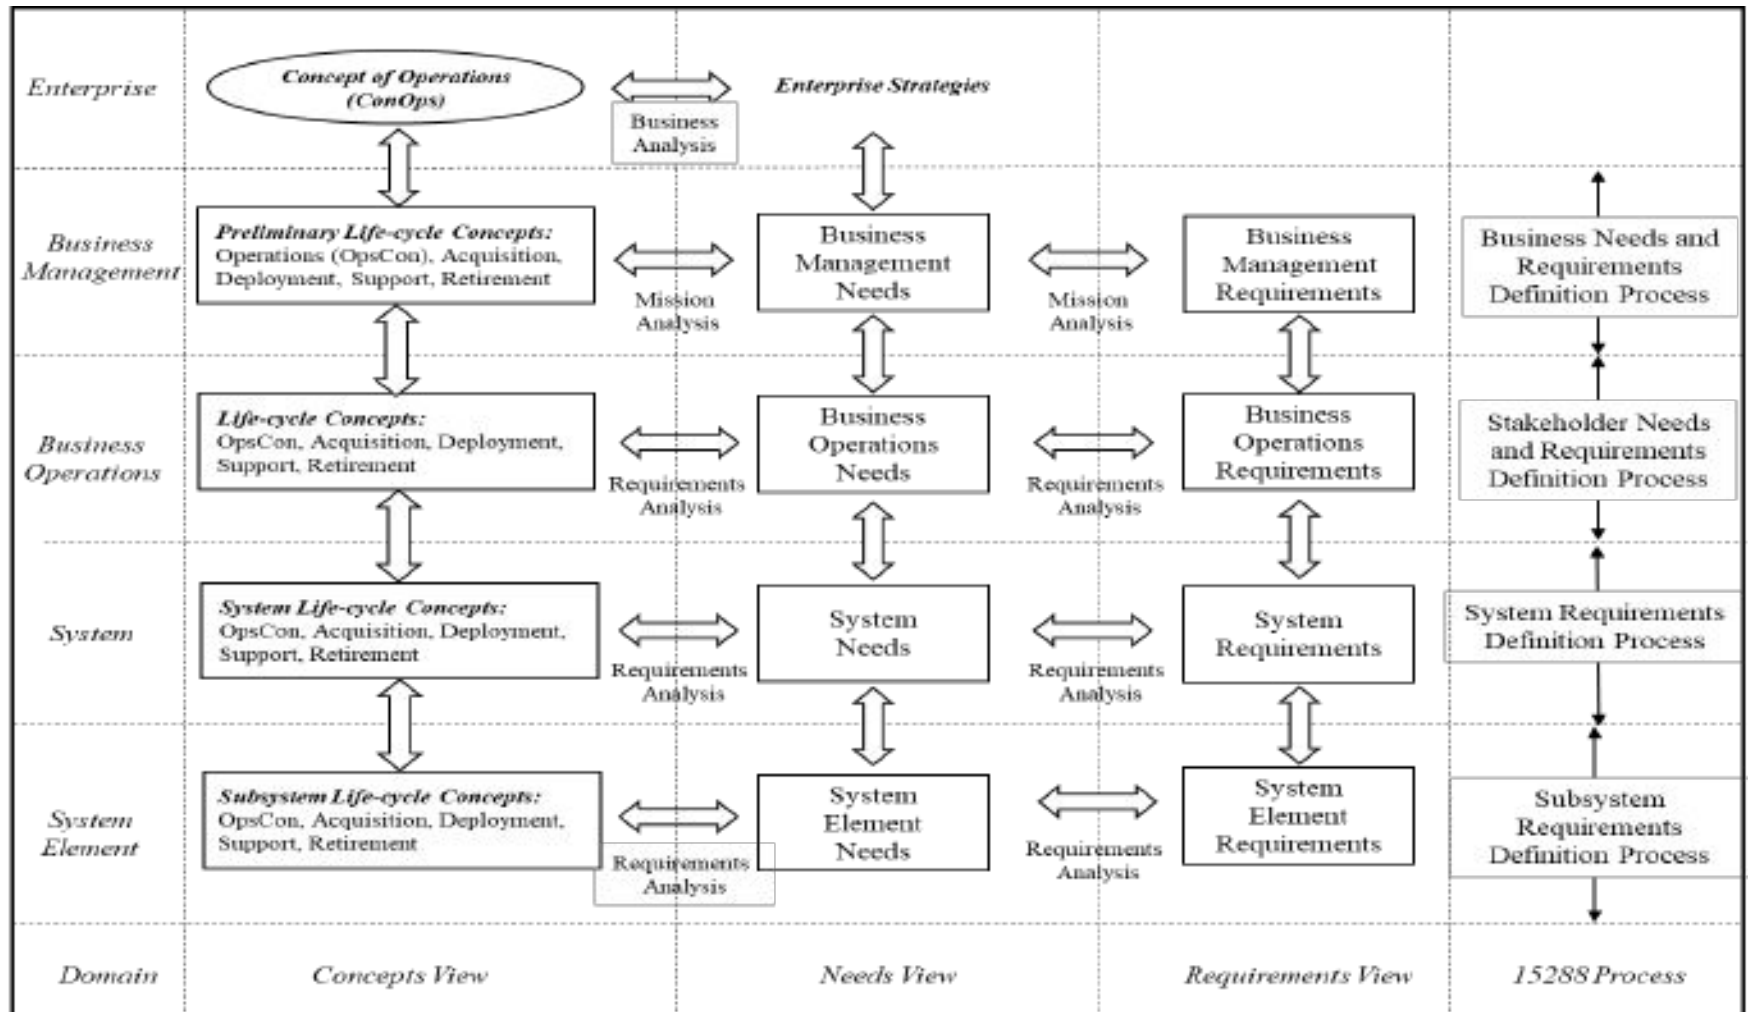 Enterprise
Concept of Operations
(ConOps)
Business
Analysis
Enterprise Strategies
Business
Management
Preliminary Life-cycle Concepts:
Operations (OpsCon), Acquisition,
Deployment, Support, Retirement
Mission
Analysis
Business
Management
Needs
Mission
Analysis
Business
Management
Requirements
Business Needs and
Requirements
Definition Process
Business
Operations
Life-cycle Concepts:
OpsCon, Acquisition, Deployment,
Support, Retirement
Requirements
Analysis
Business
Operations
Needs
Requirements
Analysis
Business
Operations
Requirements
Stakeholder Needs
and Requirements
Definition Process
System
System Life-cycle Concepts:
OpsCon, Acquisition, Deployment,
Support, Retirement
Requirements
Analysis
System
Needs
Requirements
Analysis
System
Requirements
System Requirements
Definition Process
System
Element
Subsystem Life-cycle Concepts:
OpsCon, Acquisition, Deployment,
Support, Retirement
Requirements
Analysis
System
Element
Needs
Requirements
Analysis
System
Element
Requirements
Subsystem
Requirements
Definition Process
Domain
Concepts View
Needs View
Requirements View
15288 Process